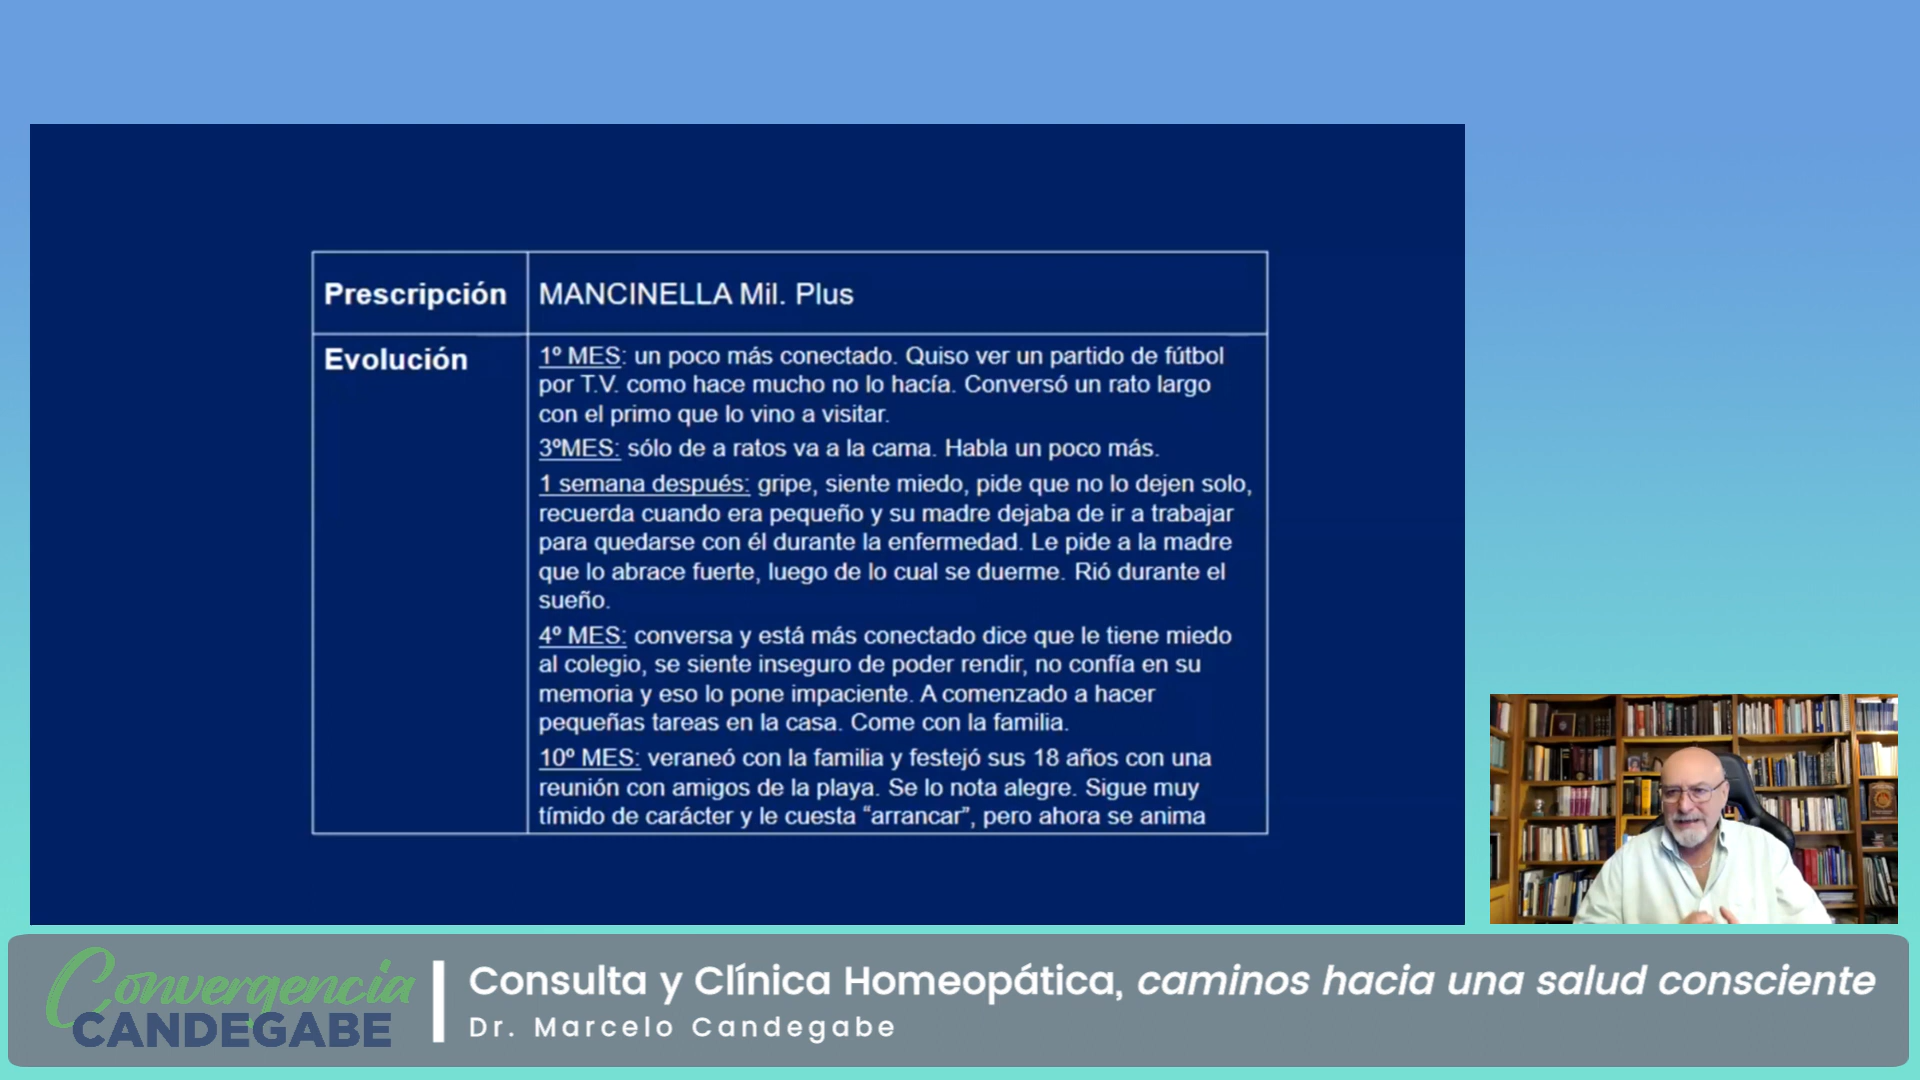 Prescripción
MANCINELLA Mil. Plus
Evolución
1º MES: un poco más conectado. Quiso ver un partido de fútbol
por T.V. como hace mucho no lo hacía. Conversó un rato largo
con el primo que lo vino a visitar.
3ºMES: sólo de a ratos va a la cama. Habla un poco más.
1 semana después: gripe, siente miedo, pide que no lo dejen solo,
recuerda cuando era pequeño y su madre dejaba de ir a trabajar
para quedarse con él durante la enfermedad. Le pide a la madre
que lo abrace fuerte, luego de lo cual se duerme. Rió durante el
sueño.
4º MES: conversa y está más conectado dice que le tiene miedo
al colegio, se siente inseguro de poder rendir, no confía en su
memoria y eso lo pone impaciente. A comenzado a hacer
pequeñas tareas en la casa. Come con la familia.
10º MES: veraneó con la familia y festejó sus 18 años con una
reunión con amigos de la playa. Se lo nota alegre. Sigue muy
tímido de carácter y le cuesta “arrancar”, pero ahora se anima
Convergencia
CANDEGABE
Consulta y Clínica Homeopática, caminos hacia una salud consciente
Dr. Marcelo Candegabe